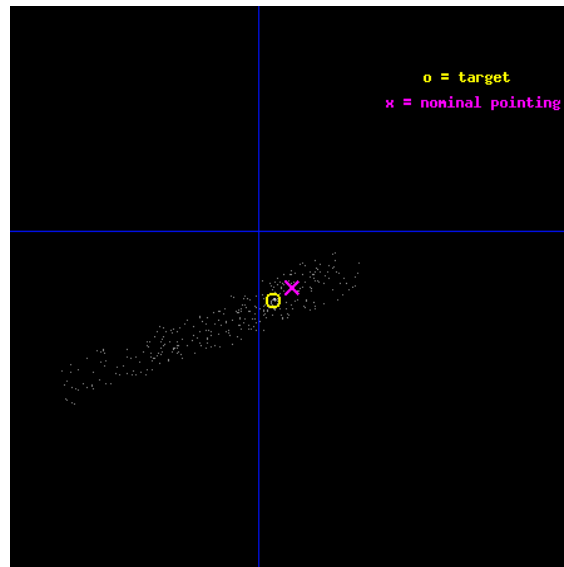 o = target
x = nominal pointing